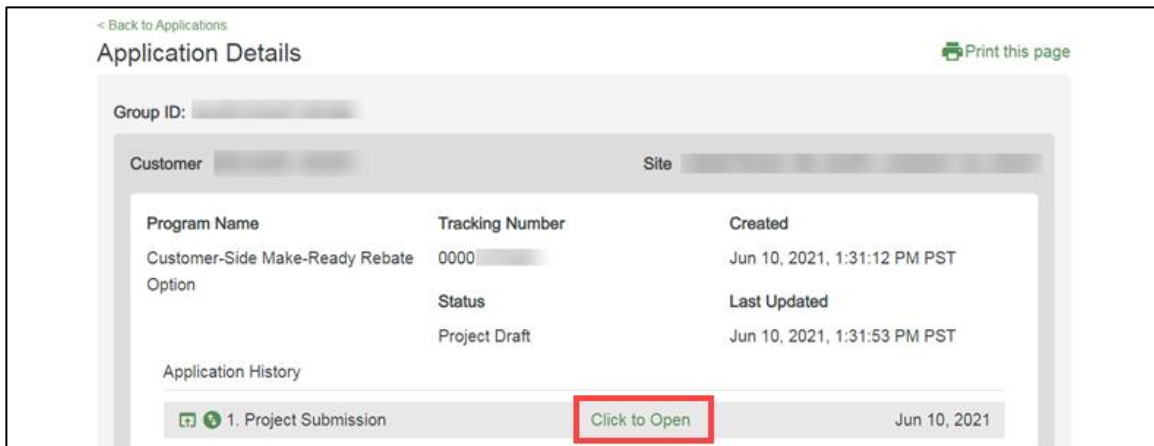 < Back to Applications
Application Details
Print this page
Group ID:
Customer
Site
Program Name
Tracking Number
Created
Customer-Side Make-Ready Rebate
0000
Jun 10, 2021, 1:31:12 PM PST
Option
Status
Last Updated
Project Draft
Jun 10, 2021, 1:31:53 PM PST
Application History
1. Project Submission
Click to Open
Jun 10, 2021